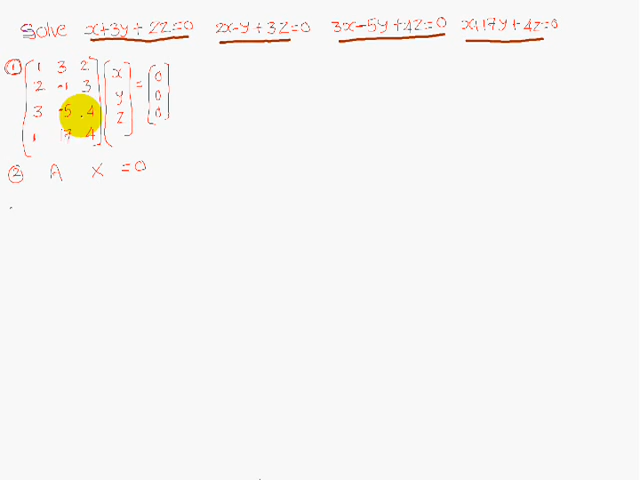 Solve x+3y+2z=0 2x-y+3z=0 3x-5y+4z=0 x+17y+4z=0
① [1 3 2] [x] = [0]
2 -1 3 y 0
3 -5 4 z 0
1 17 4
② A X =0